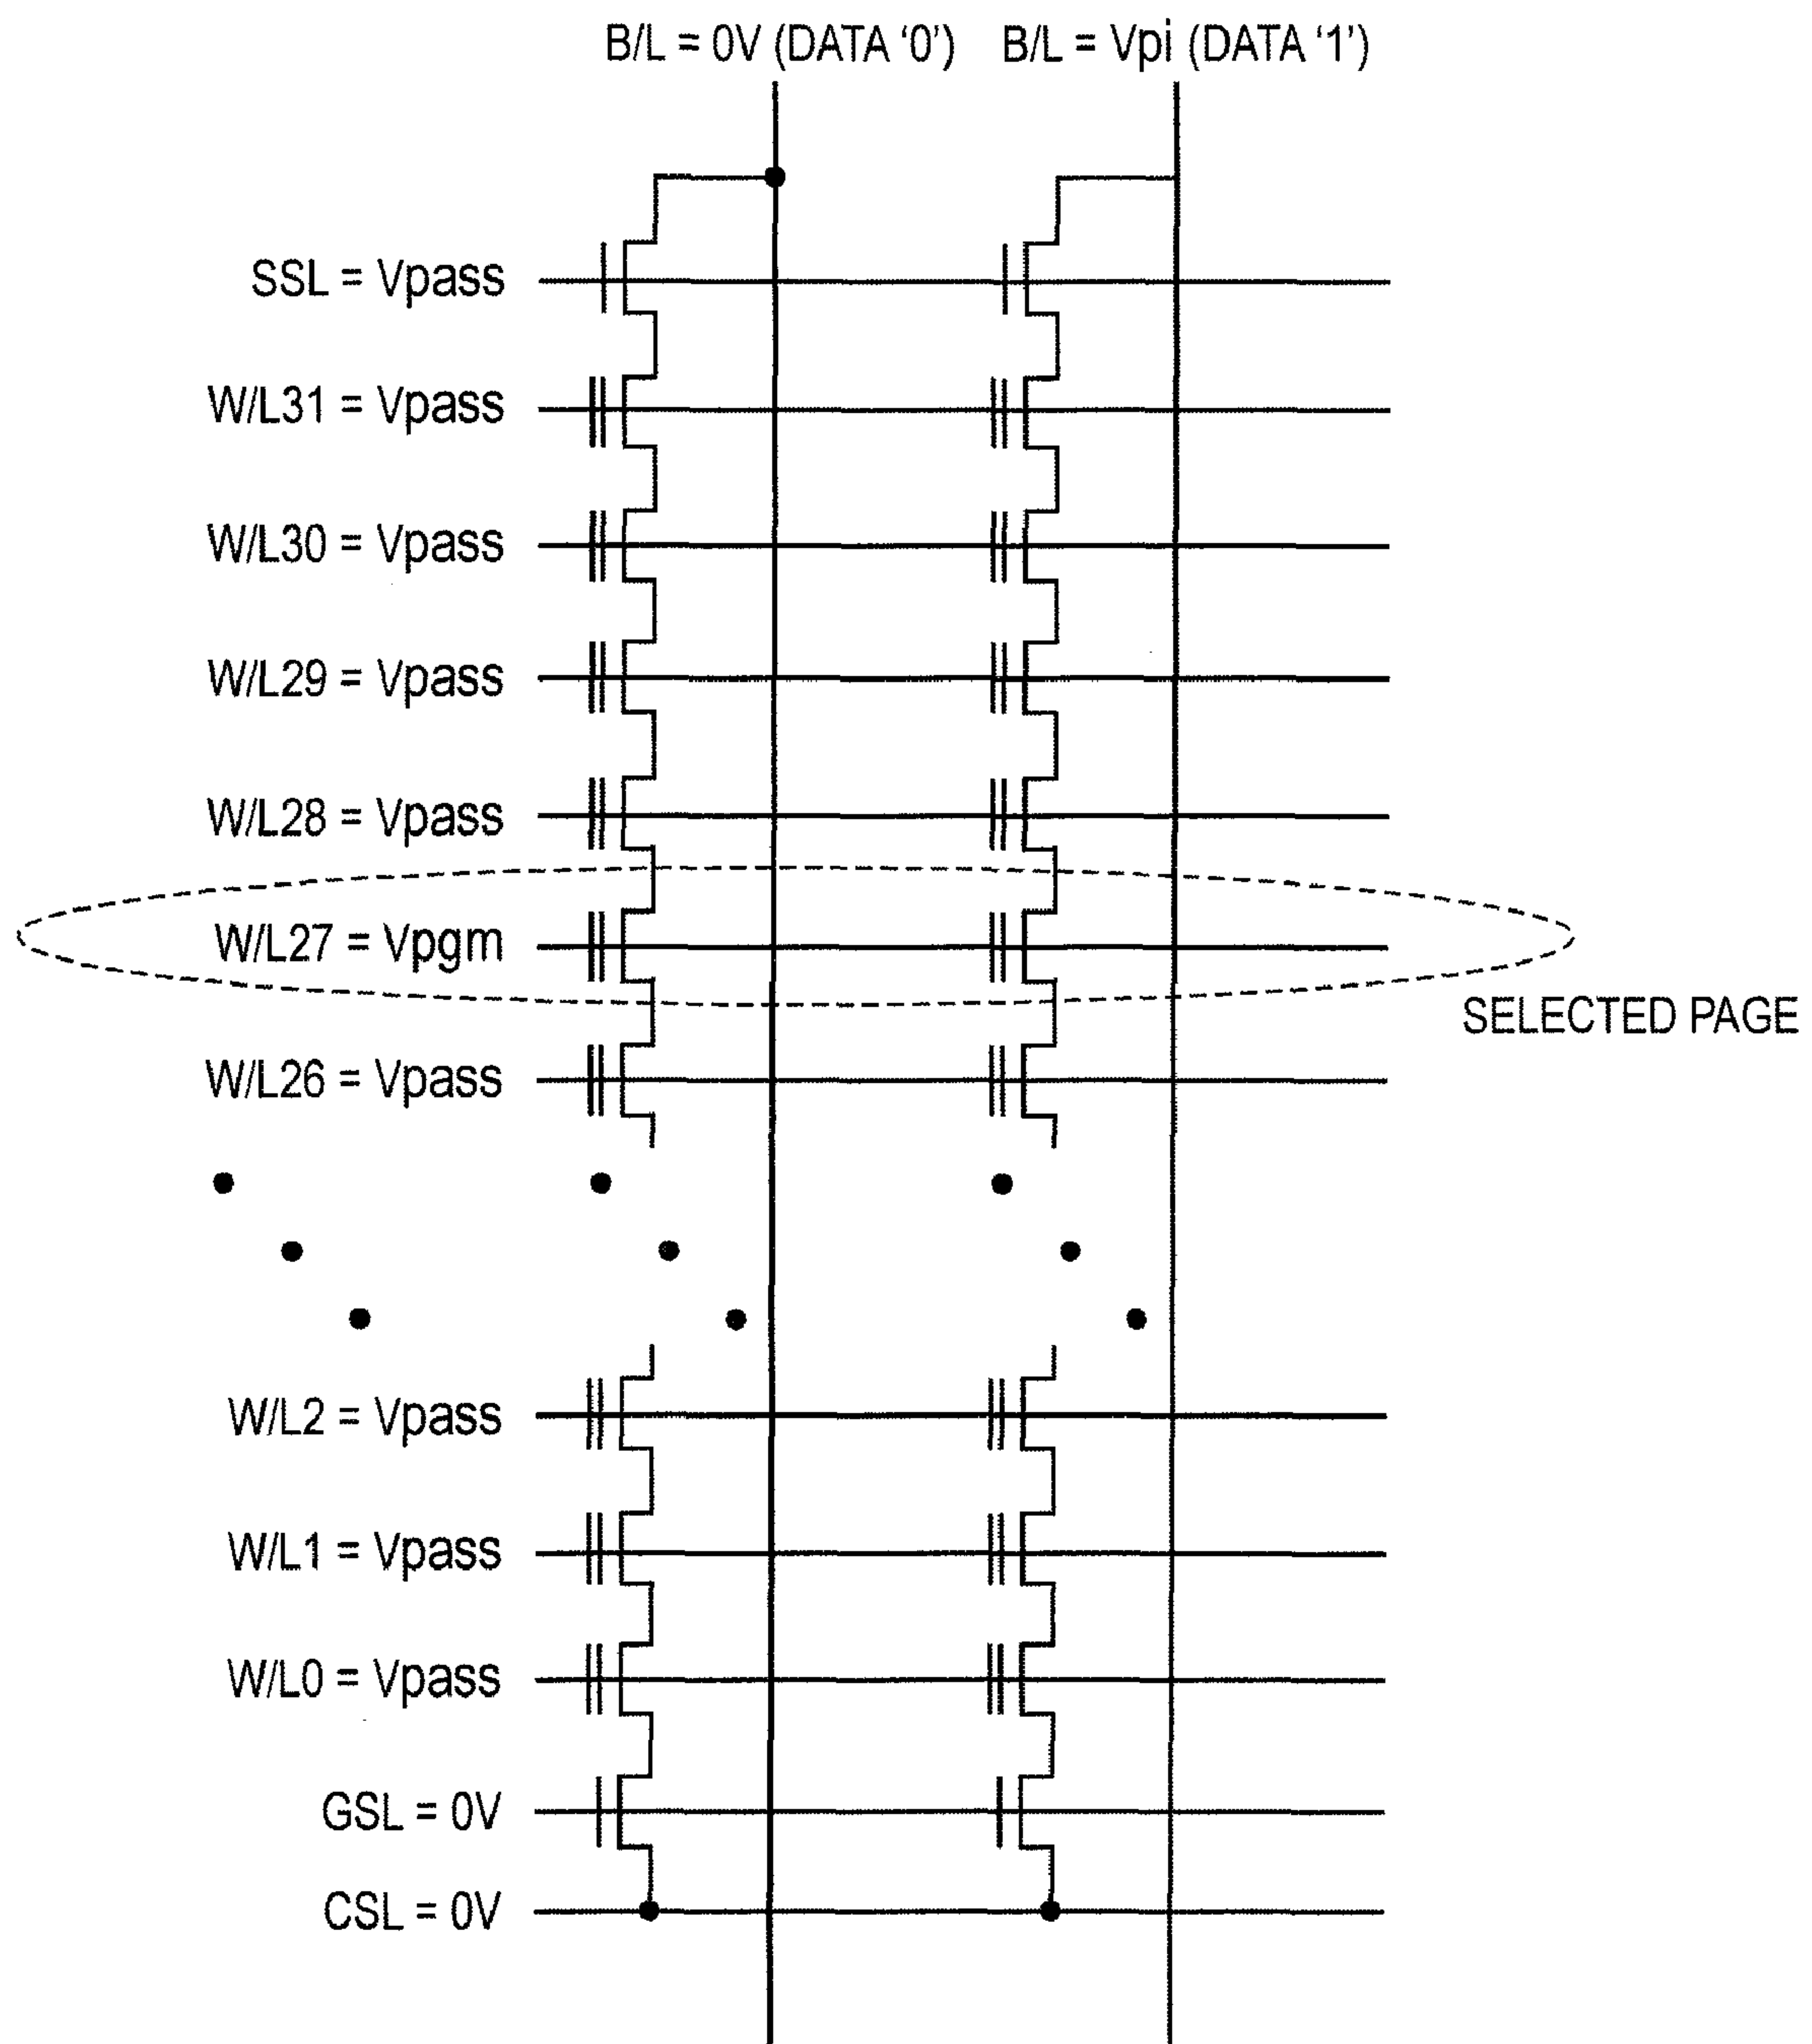 B/L = 0V (DATA ‘0’) B/L = Vpi (DATA ‘1’)
SSL = Vpass
W/L31 = Vpass
W/L30 = Vpass
W/L29 = Vpass
W/L28 = Vpass
W/L27 = Vpgm
SELECTED PAGE
W/L26 = Vpass
W/L2 = Vpass
W/L1 = Vpass
W/L0 = Vpass
GSL = 0V
CSL = 0V